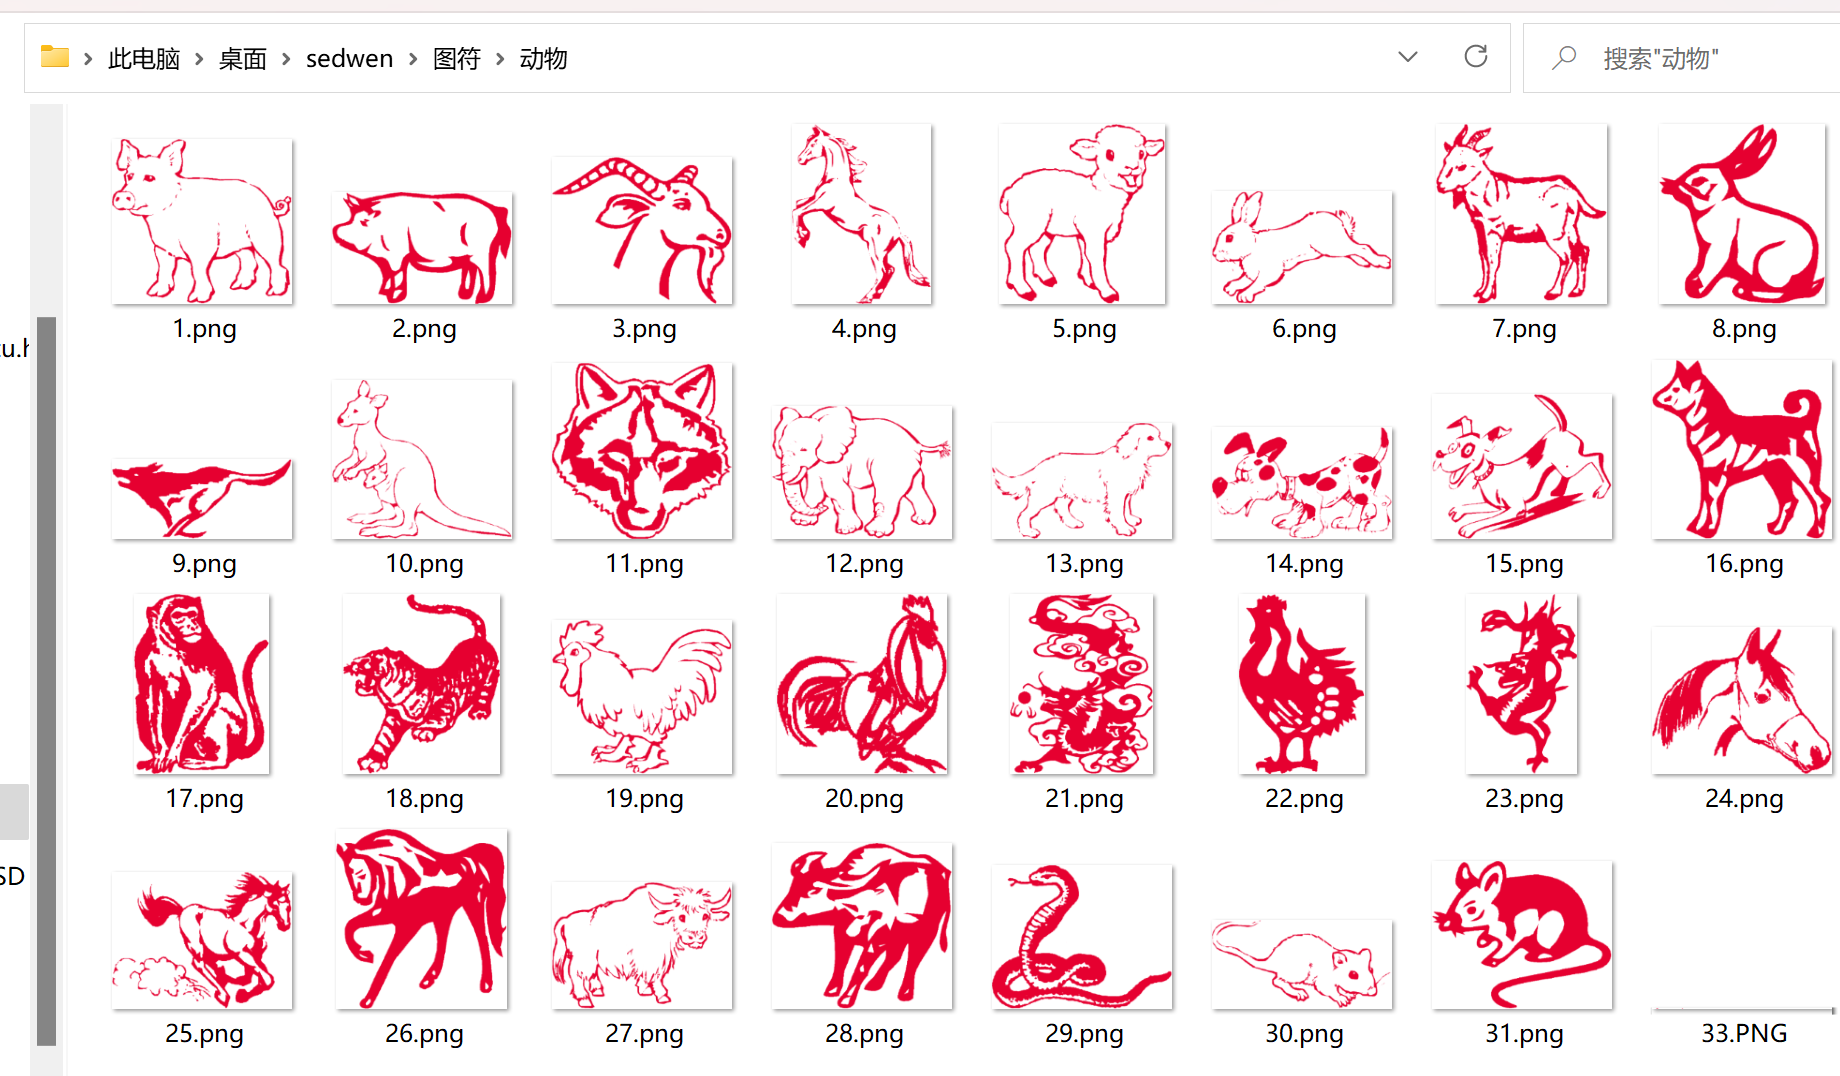 此电脑 › 桌面 › sedwen › 图符 › 动物
搜索"动物"
1.png 2.png 3.png 4.png 5.png 6.png 7.png 8.png
9.png 10.png 11.png 12.png 13.png 14.png 15.png 16.png
17.png 18.png 19.png 20.png 21.png 22.png 23.png 24.png
SD
25.png 26.png 27.png 28.png 29.png 30.png 31.png 33.PNG